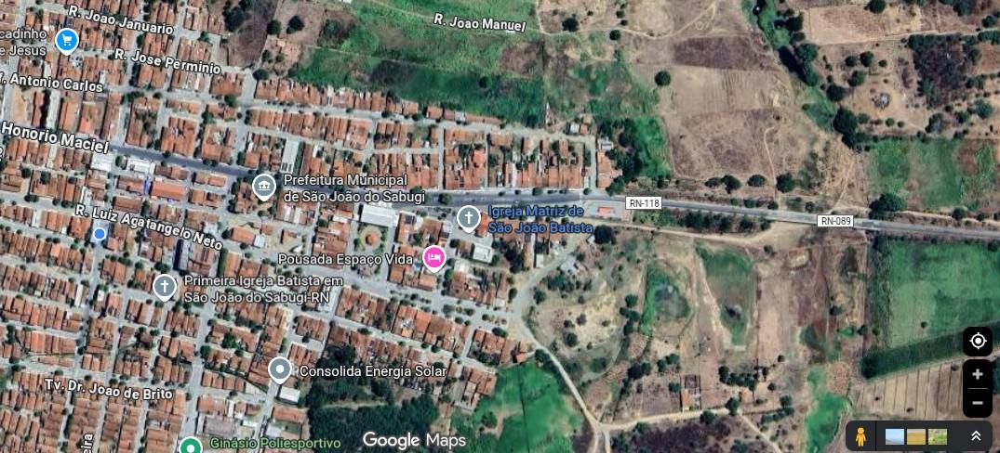 R. Joao Januario
R. Joao Manuel
cadinho
e Jesus
R. Jose Perminio
f. Antonio Carlos
Honorio Maciel
Prefeitura Municipal
de São João do Sabugi
RN-118
Igreja Matriz de
São João Batista
RN-089
R. Luiz Agatangelo Neto
Pousada Espaço Vida
Primeira Igreja Batista em
São João do Sabugi-RN
Consolida Energia Solar
Tv. Dr. Joao de Brito
eira
Ginásio Poliesportivo
Google Maps